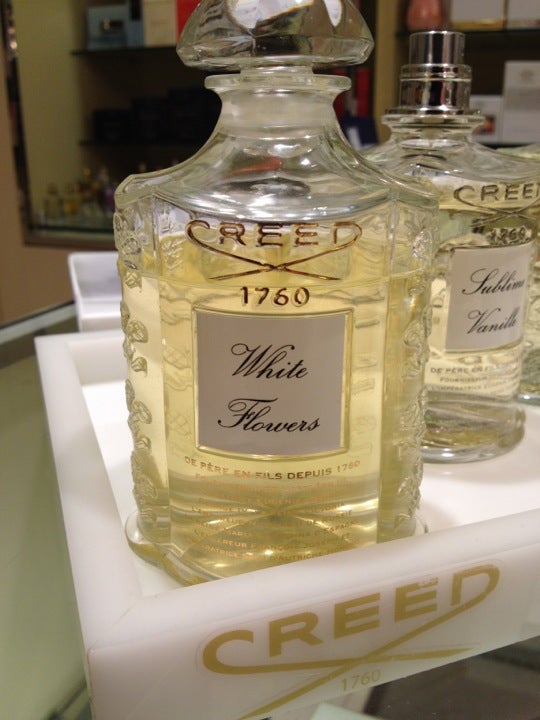 CREED
1760
White
Flowers
DE PÈRE EN FILS DEPUIS 1760
CREED
1760
Sublime
Vanille
DE PÈRE EN FILS
FOURNISSEUR
CREED
1760